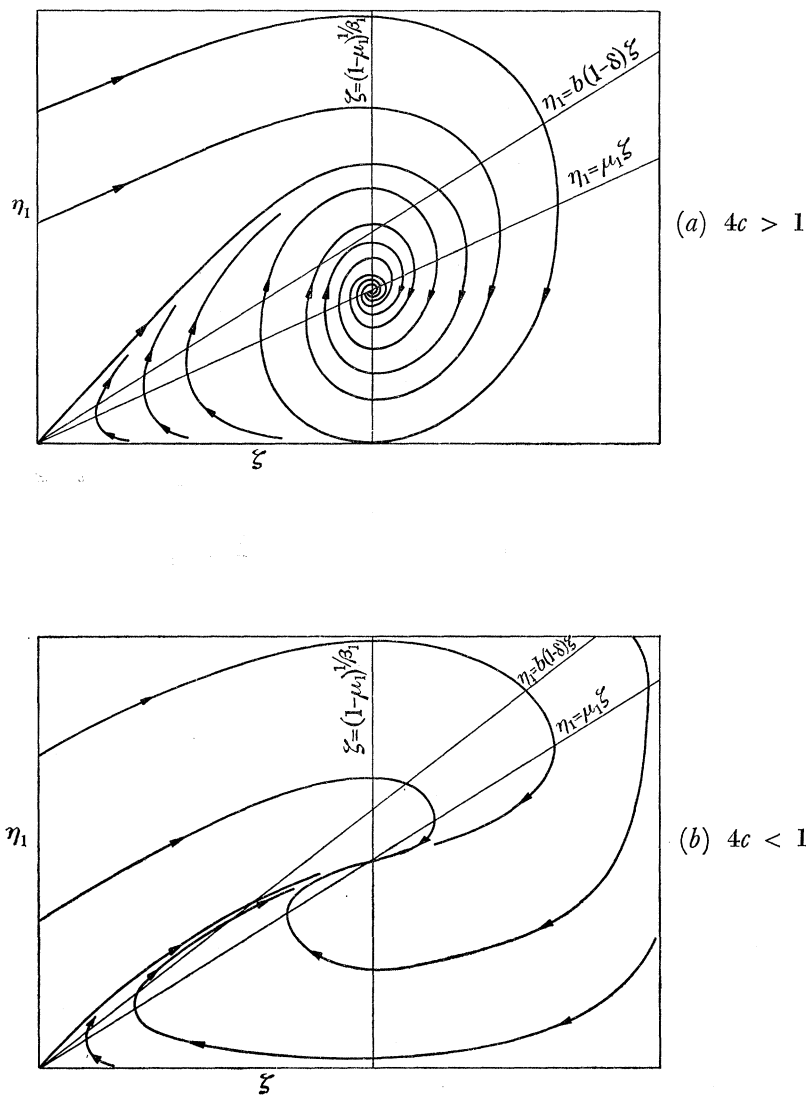 ζ=(1-μ₁)^1/β₁
η₁=b(1-δ)ζ
η₁=μ₁ζ
η₁
(a) 4c > 1
ζ
ζ=(1-μ₁)^1/β₁
η₁=b(1-δ)ζ
η₁=μ₁ζ
η₁
(b) 4c < 1
ζ